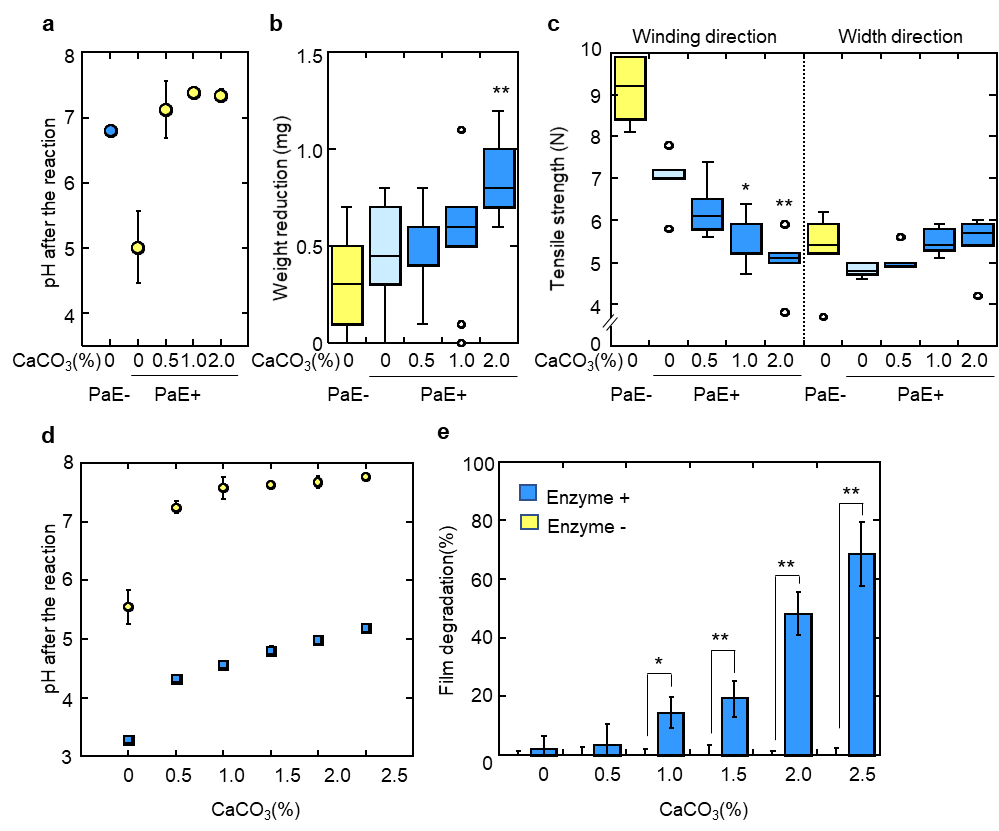 a
8
7
6
5
4
pH after the reaction
CaCO3(%) 0 0 0.5 1.0 2.0
PaE- PaE+
b
1.5
1.0
0.5
0
Weight reduction (mg)
**
CaCO3(%) 0 0 0.5 1.0 2.0
PaE- PaE+
c
Winding direction Width direction
10
9
8
7
6
5
4
0
Tensile strength (N)
* **
CaCO3(%) 0 0 0.5 1.0 2.0 0 0 0.5 1.0 2.0
PaE- PaE+ PaE- PaE+
d
8
7
6
5
4
3
pH after the reaction
0 0.5 1.0 1.5 2.0 2.5
CaCO3(%)
e
100
80
60
40
20
0
Film degradation(%)
Enzyme +
Enzyme -
* ** ** **
0 0.5 1.0 1.5 2.0 2.5
CaCO3(%)